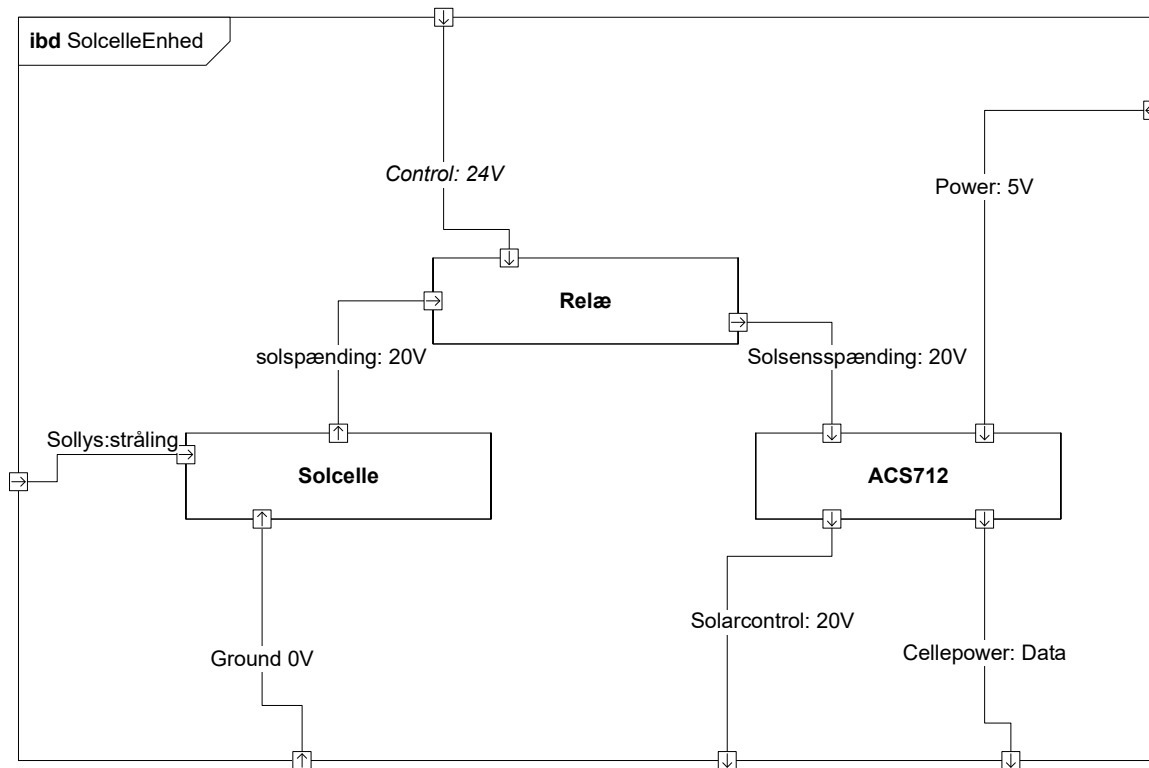 ibd SolcelleEnhed
Control: 24V
Power: 5V
Relæ
solspænding: 20V
Solsensspænding: 20V
Sollys:stråling
Solcelle
ACS712
Solarcontrol: 20V
Ground 0V
Cellepower: Data